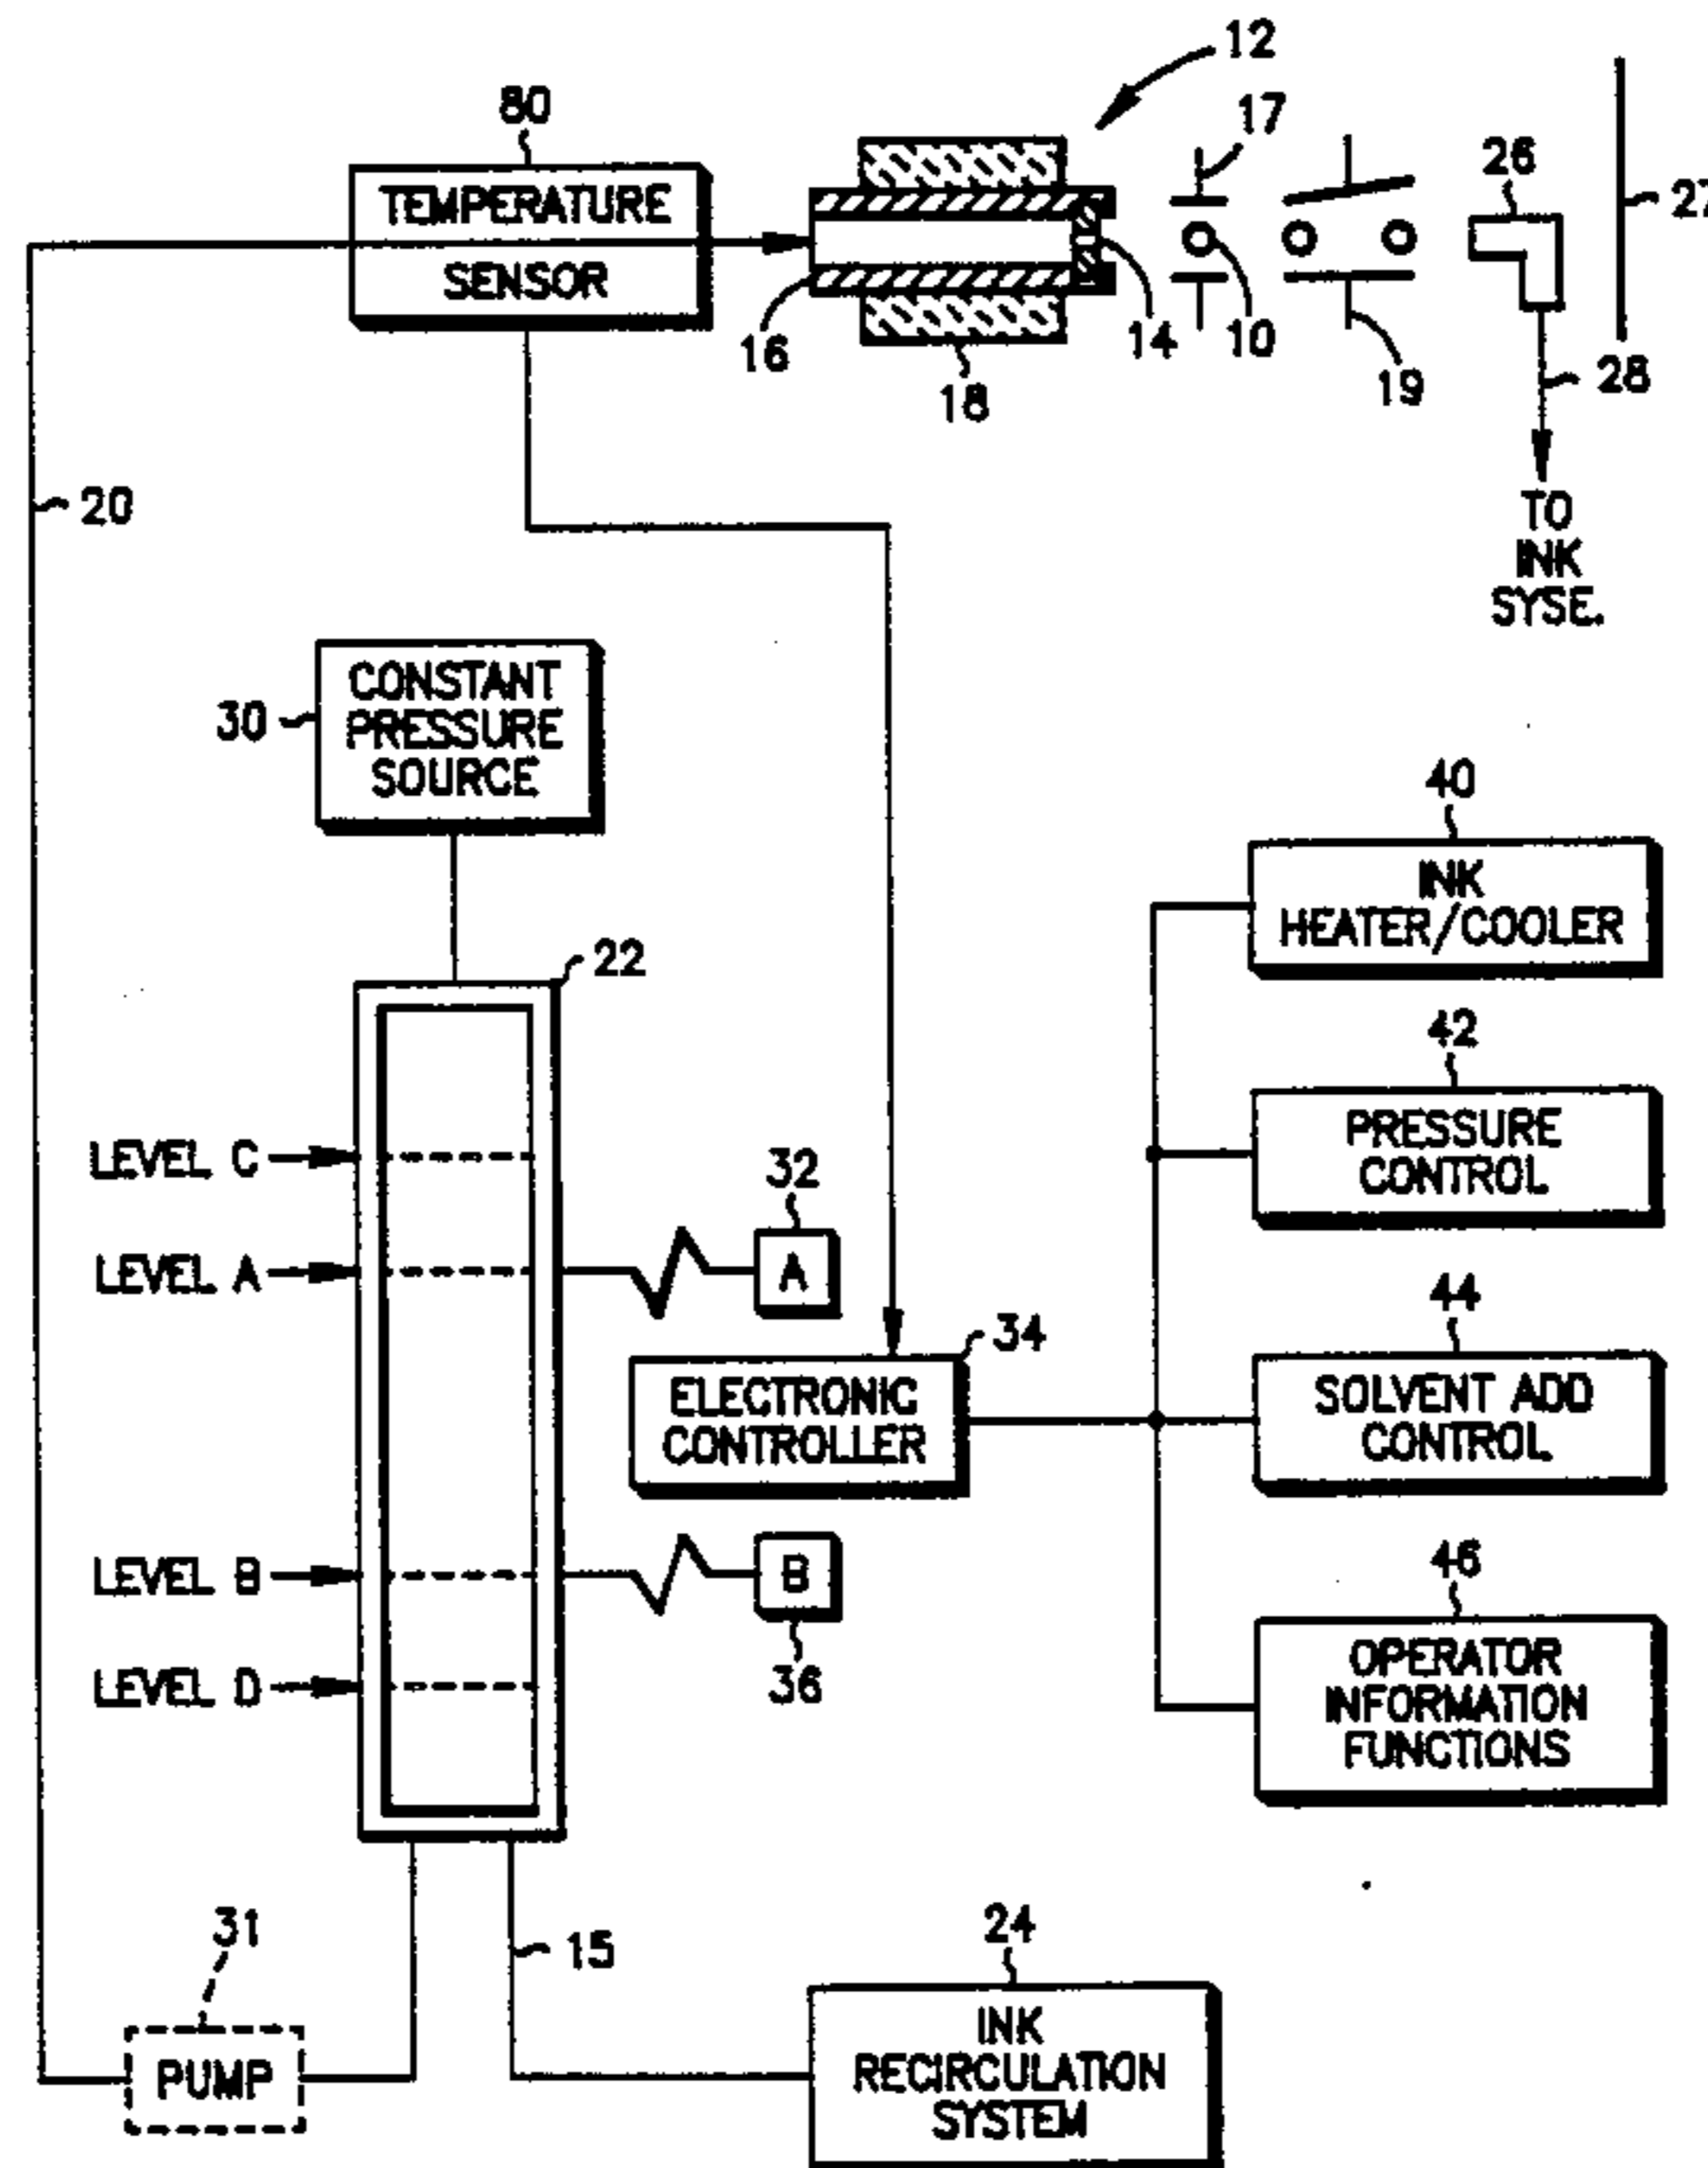 12
80
17
26
27
TEMPERATURE
SENSOR
16
18
14
10
19
28
20
TO
INK
SYSE.
CONSTANT
PRESSURE
SOURCE
30
40
INK
HEATER/COOLER
22
42
PRESSURE
CONTROL
LEVEL C
32
LEVEL A
A
44
34
ELECTRONIC
CONTROLLER
SOLVENT ADD
CONTROL
LEVEL B
B
46
LEVEL D
36
OPERATOR
INFORMATION
FUNCTIONS
31
15
24
PUMP
INK
RECIRCULATION
SYSTEM